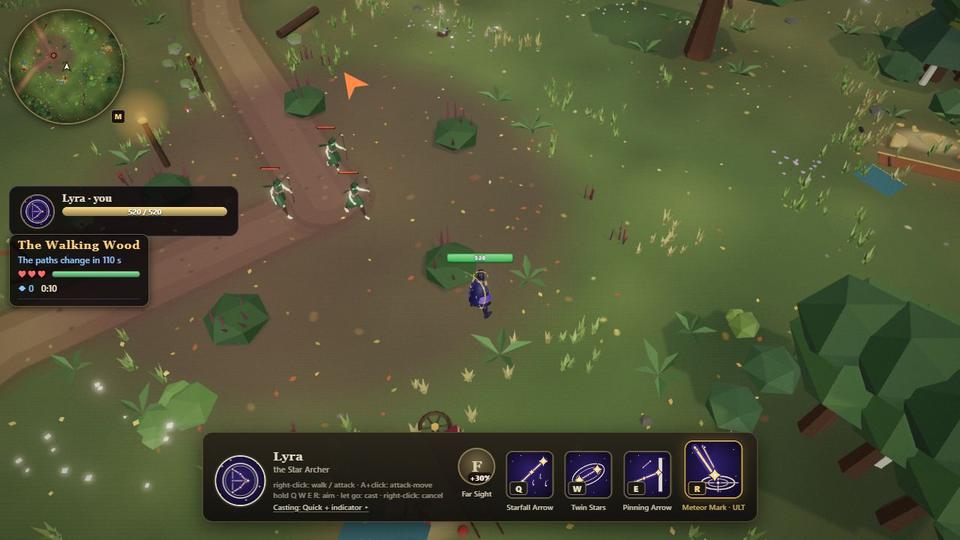 M
Lyra · you
520 / 520
The Walking Wood
The paths change in 110 s
0 0:10
520
Lyra
the Star Archer
right-click: walk / attack · A+click: attack-move
hold Q W E R: aim · let go: cast · right-click: cancel
Casting: Quick + indicator
F
+30%
Far Sight
Q
Starfall Arrow
W
Twin Stars
E
Pinning Arrow
R
Meteor Mark · ULT